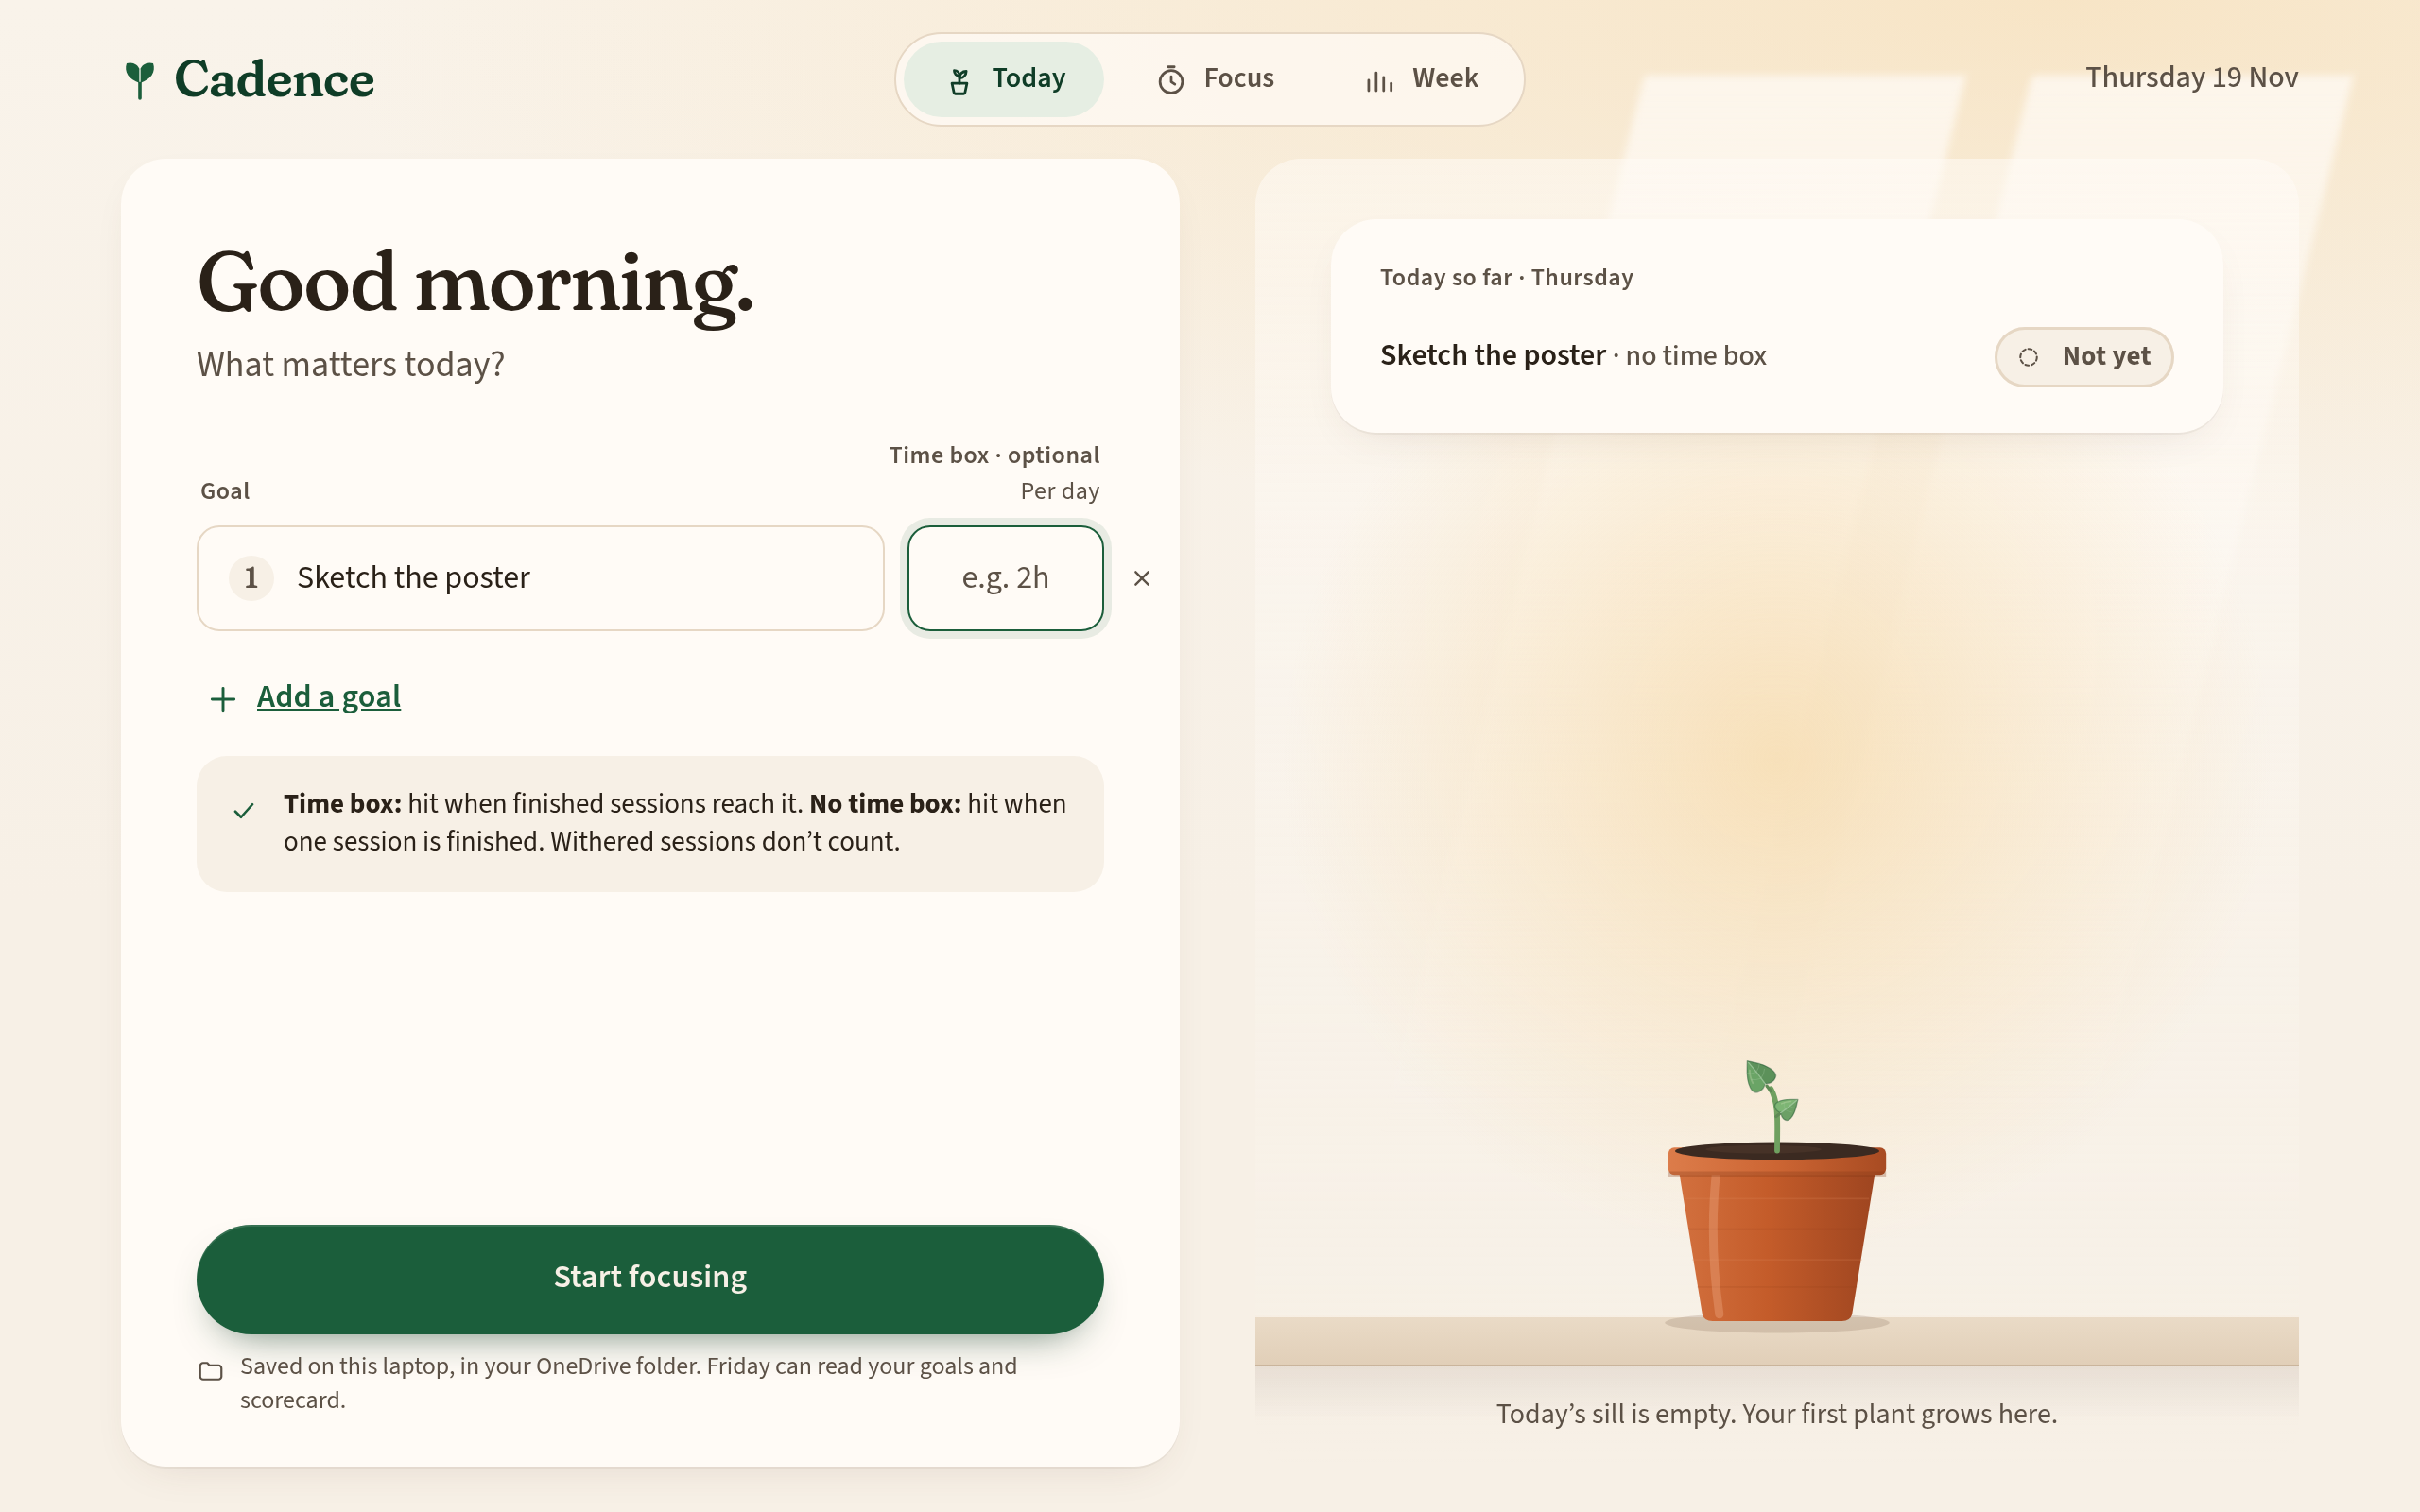 Cadence
Today
Focus
Week
Thursday 19 Nov
Good morning.
What matters today?
Time box · optional
Goal
Per day
1
Sketch the poster
e.g. 2h
Add a goal
Time box: hit when finished sessions reach it. No time box: hit when
one session is finished. Withered sessions don’t count.
Start focusing
Saved on this laptop, in your OneDrive folder. Friday can read your goals and
scorecard.
Today so far · Thursday
Sketch the poster · no time box
Not yet
Today’s sill is empty. Your first plant grows here.